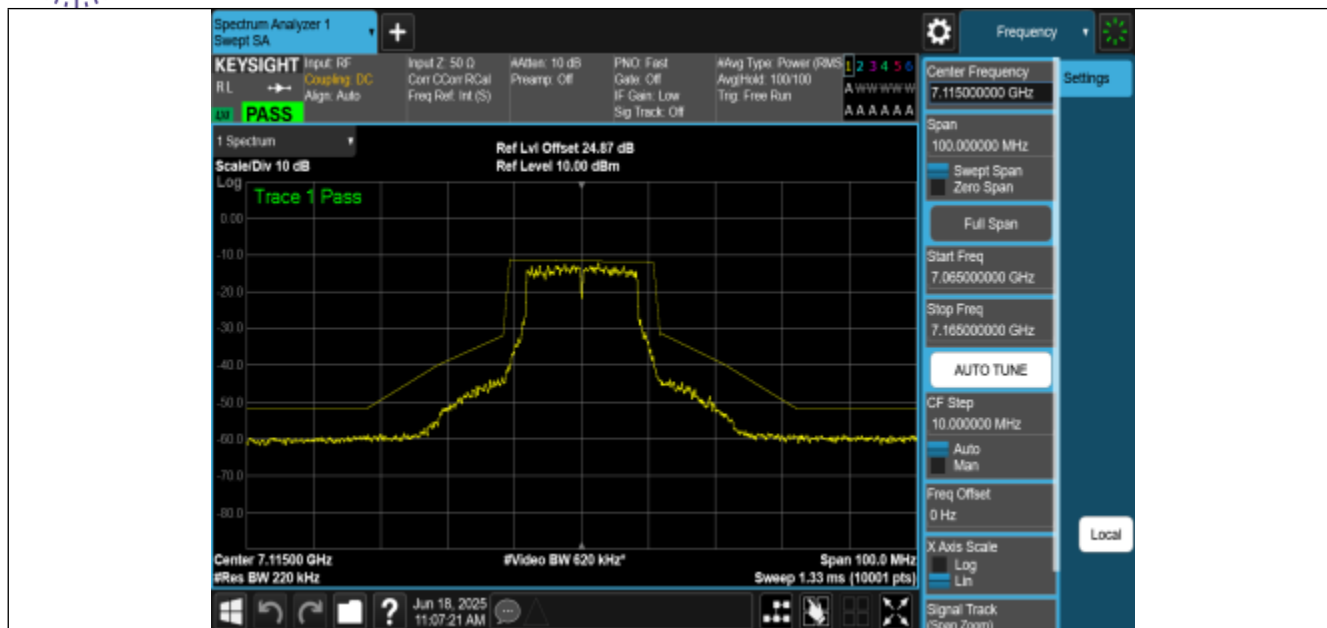 Spectrum Analyzer 1
Swept SA
+
Frequency
KEYSIGHT
RL
LXI
PASS
Input: RF
Coupling: DC
Align: Auto
Input Z: 50 Ω
Corr CCorr RCal
Freq Ref: Int (S)
#Atten: 10 dB
Preamp: Off
PNO: Fast
Gate: Off
IF Gain: Low
Sig Track: Off
#Avg Type: Power (RMS
Avg|Hold: 100/100
Trig: Free Run
1 2 3 4 5 6
A W W W W W
A A A A A A
1 Spectrum
Scale/Div 10 dB
Ref Lvl Offset 24.87 dB
Ref Level 10.00 dBm
Log
Trace 1 Pass
0.00
-10.0
-20.0
-30.0
-40.0
-50.0
-60.0
-70.0
-80.0
Center 7.11500 GHz
#Res BW 220 kHz
#Video BW 620 kHz*
Span 100.0 MHz
Sweep 1.33 ms (10001 pts)
Center Frequency
7.115000000 GHz
Settings
Span
100.000000 MHz
Swept Span
Zero Span
Full Span
Start Freq
7.065000000 GHz
Stop Freq
7.165000000 GHz
AUTO TUNE
CF Step
10.000000 MHz
Auto
Man
Freq Offset
0 Hz
Local
X Axis Scale
Log
Lin
Signal Track
(Span Zoom)
?
Jun 18, 2025
11:07:21 AM